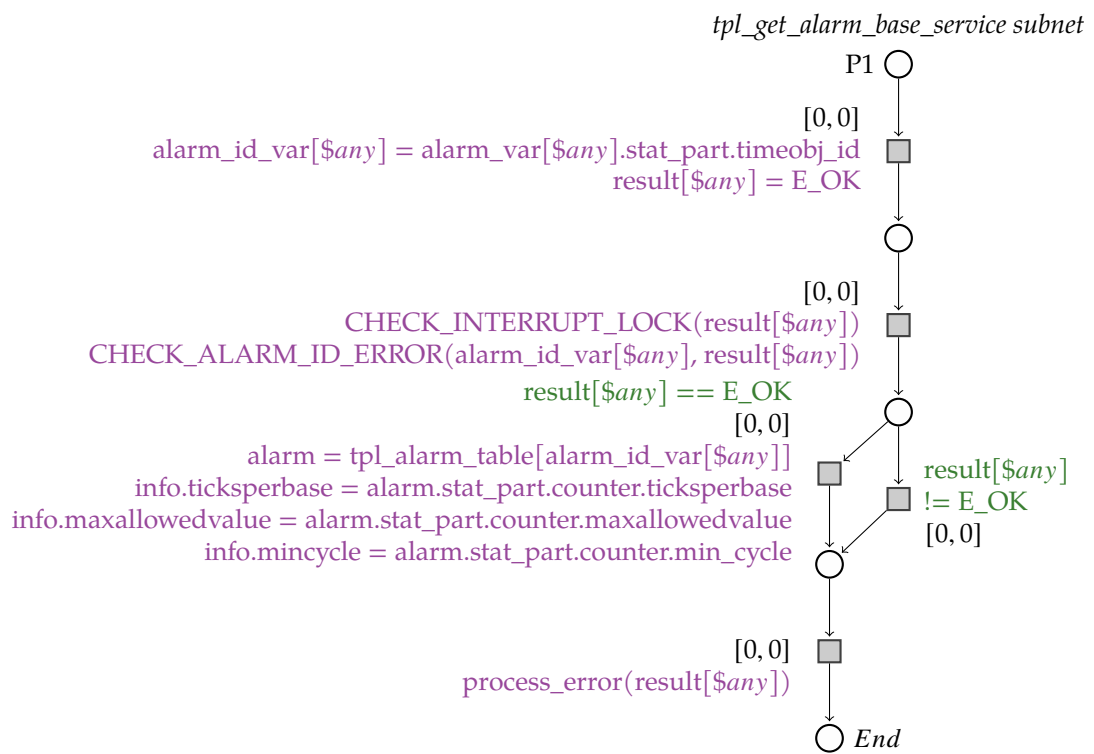 tpl_get_alarm_base_service subnet
P1
[0, 0]
alarm_id_var[$any] = alarm_var[$any].stat_part.timeobj_id
result[$any] = E_OK
[0, 0]
CHECK_INTERRUPT_LOCK(result[$any])
CHECK_ALARM_ID_ERROR(alarm_id_var[$any], result[$any])
result[$any] == E_OK
[0, 0]
alarm = tpl_alarm_table[alarm_id_var[$any]]
info.ticksperbase = alarm.stat_part.counter.ticksperbase
info.maxallowedvalue = alarm.stat_part.counter.maxallowedvalue
info.mincycle = alarm.stat_part.counter.min_cycle
result[$any]
!= E_OK
[0, 0]
[0, 0]
process_error(result[$any])
End